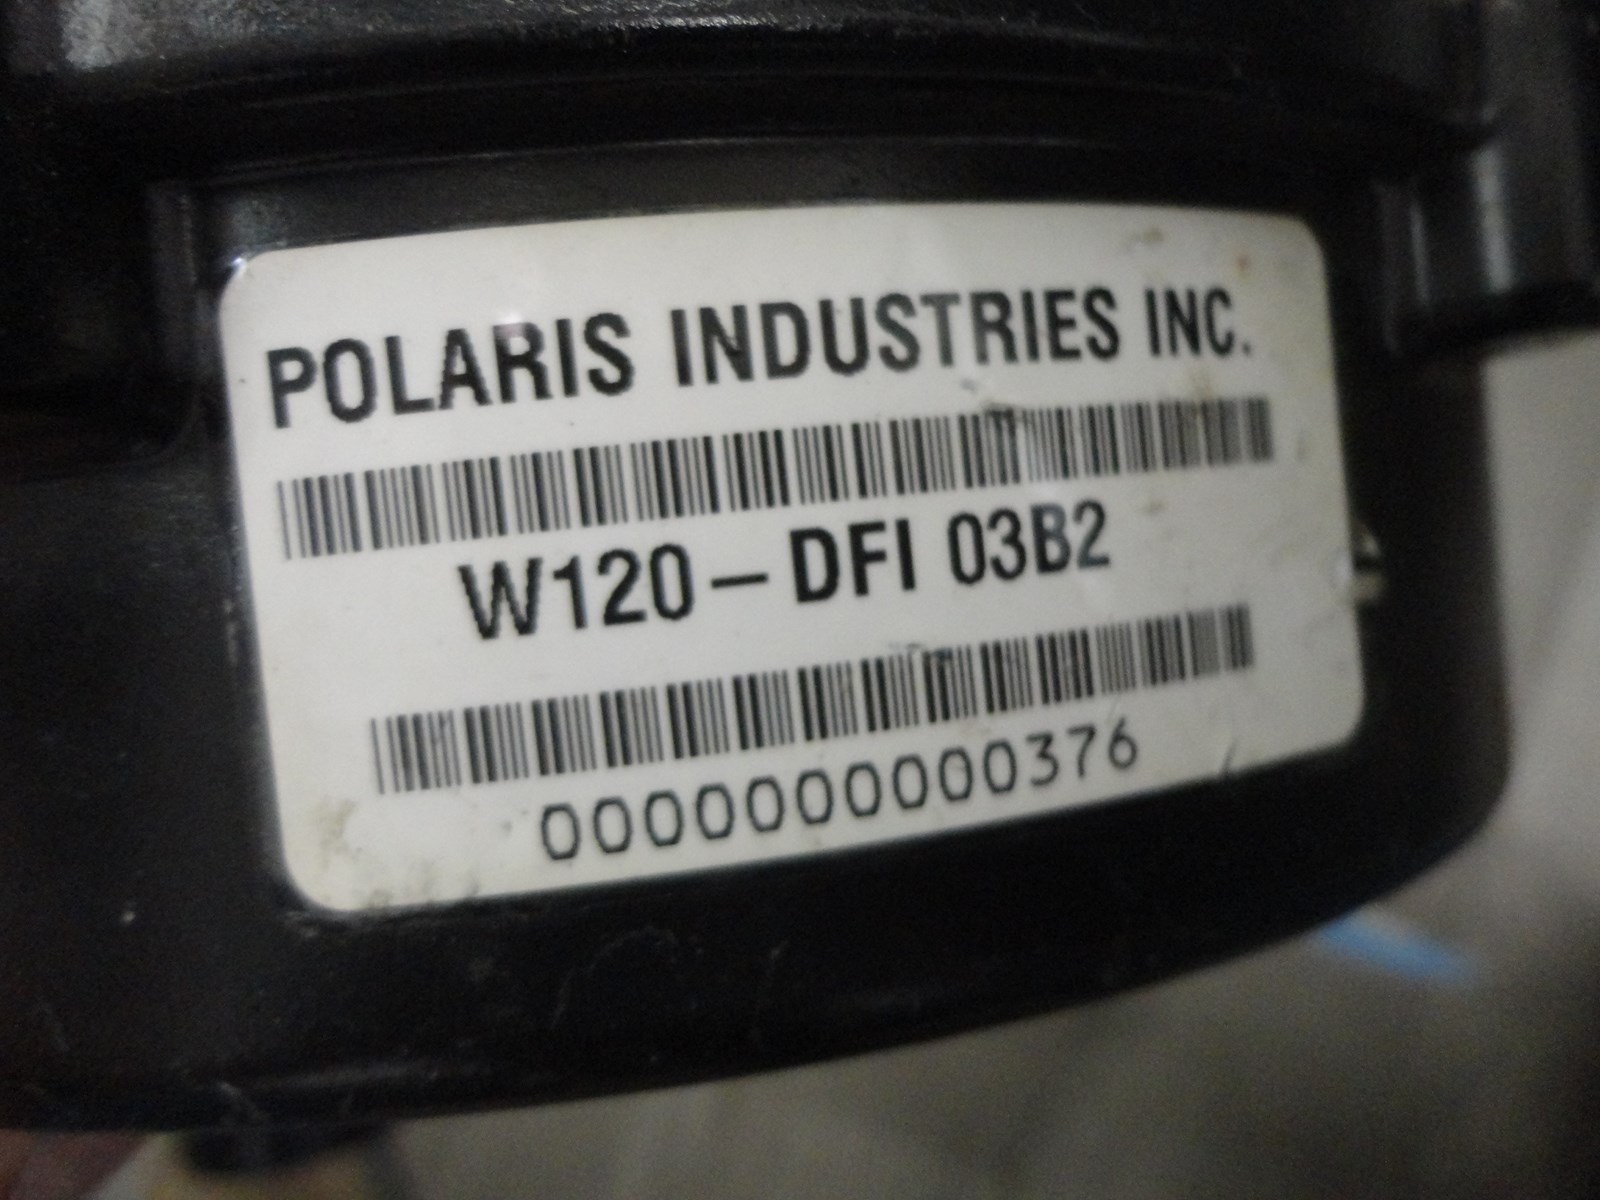 POLARIS INDUSTRIES INC.
W120-DFI 03B2
0000000000376